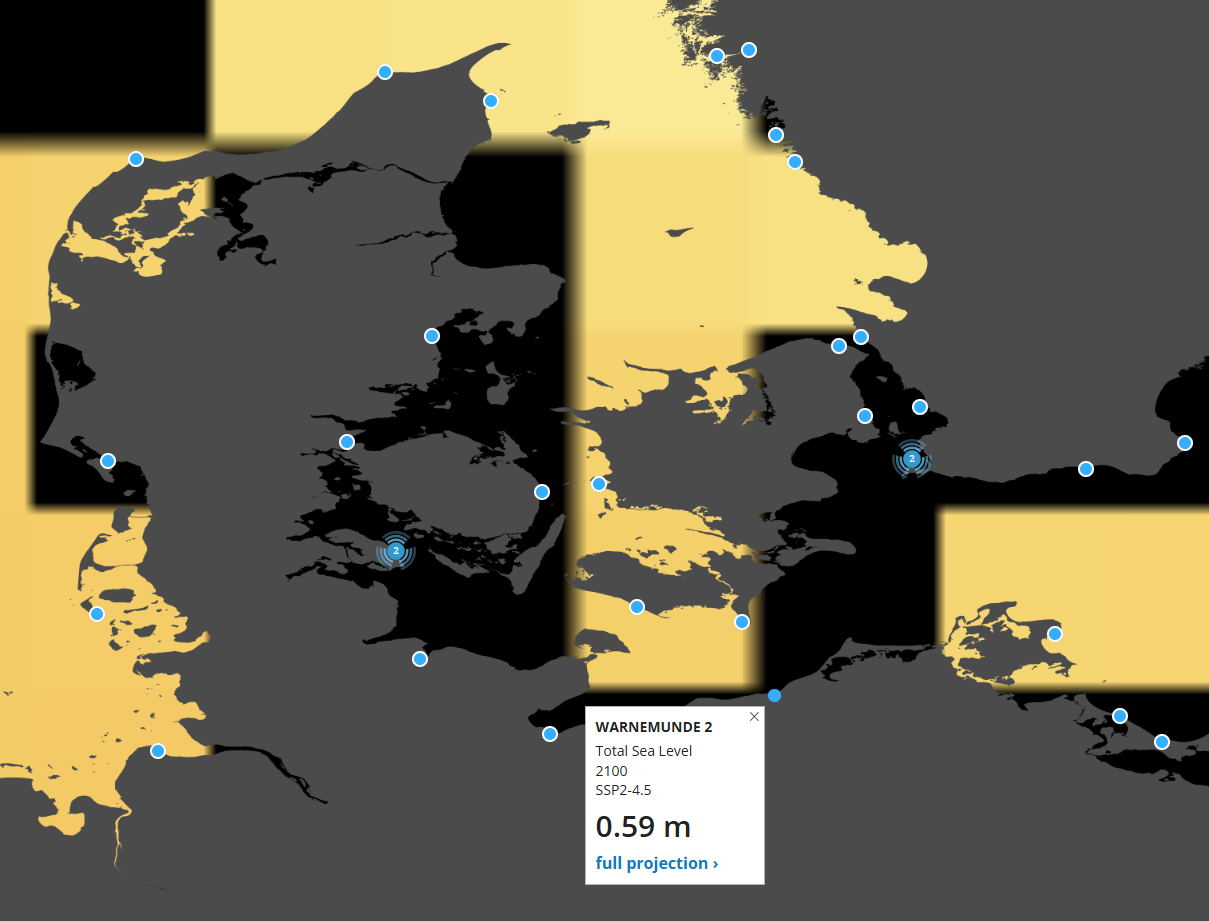 2
2
WARNEMUNDE 2
Total Sea Level
2100
SSP2-4.5
0.59 m
full projection ›